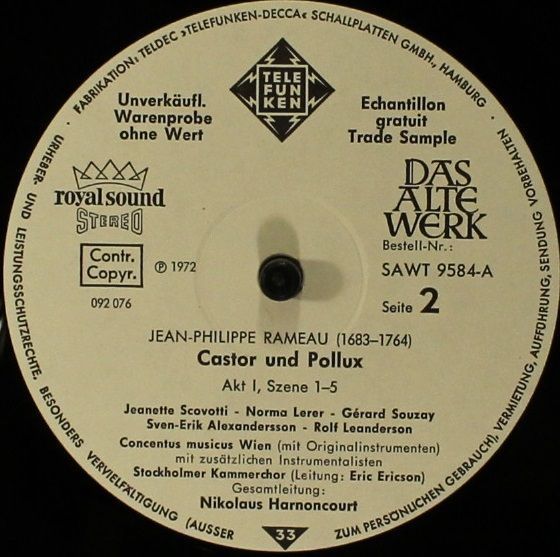 · FABRIKATION: TELDEC ›TELEFUNKEN-DECCA‹ SCHALLPLATTEN GMBH., HAMBURG ·
TELE
FUN
KEN
Unverkäufl.
Warenprobe
ohne Wert
Echantillon
gratuit
Trade Sample
royal sound
STEREO
DAS
ALTE
WERK
Bestell-Nr.:
Contr.
Copyr.
℗ 1972
SAWT 9584-A
092 076
Seite 2
JEAN-PHILIPPE RAMEAU (1683–1764)
Castor und Pollux
Akt I, Szene 1–5
Jeanette Scovotti - Norma Lerer - Gérard Souzay
Sven-Erik Alexandersson - Rolf Leanderson
Concentus musicus Wien (mit Originalinstrumenten)
mit zusätzlichen Instrumentalisten
Stockholmer Kammerchor (Leitung: Eric Ericson)
Gesamtleitung:
Nikolaus Harnoncourt
33
URHEBER- UND LEISTUNGSSCHUTZRECHTE. BESONDERS VERVIELFÄLTIGUNG (AUSSER ZUM PERSÖNLICHEN GEBRAUCH), VERMIETUNG, AUFFÜHRUNG, SENDUNG VORBEHALTEN